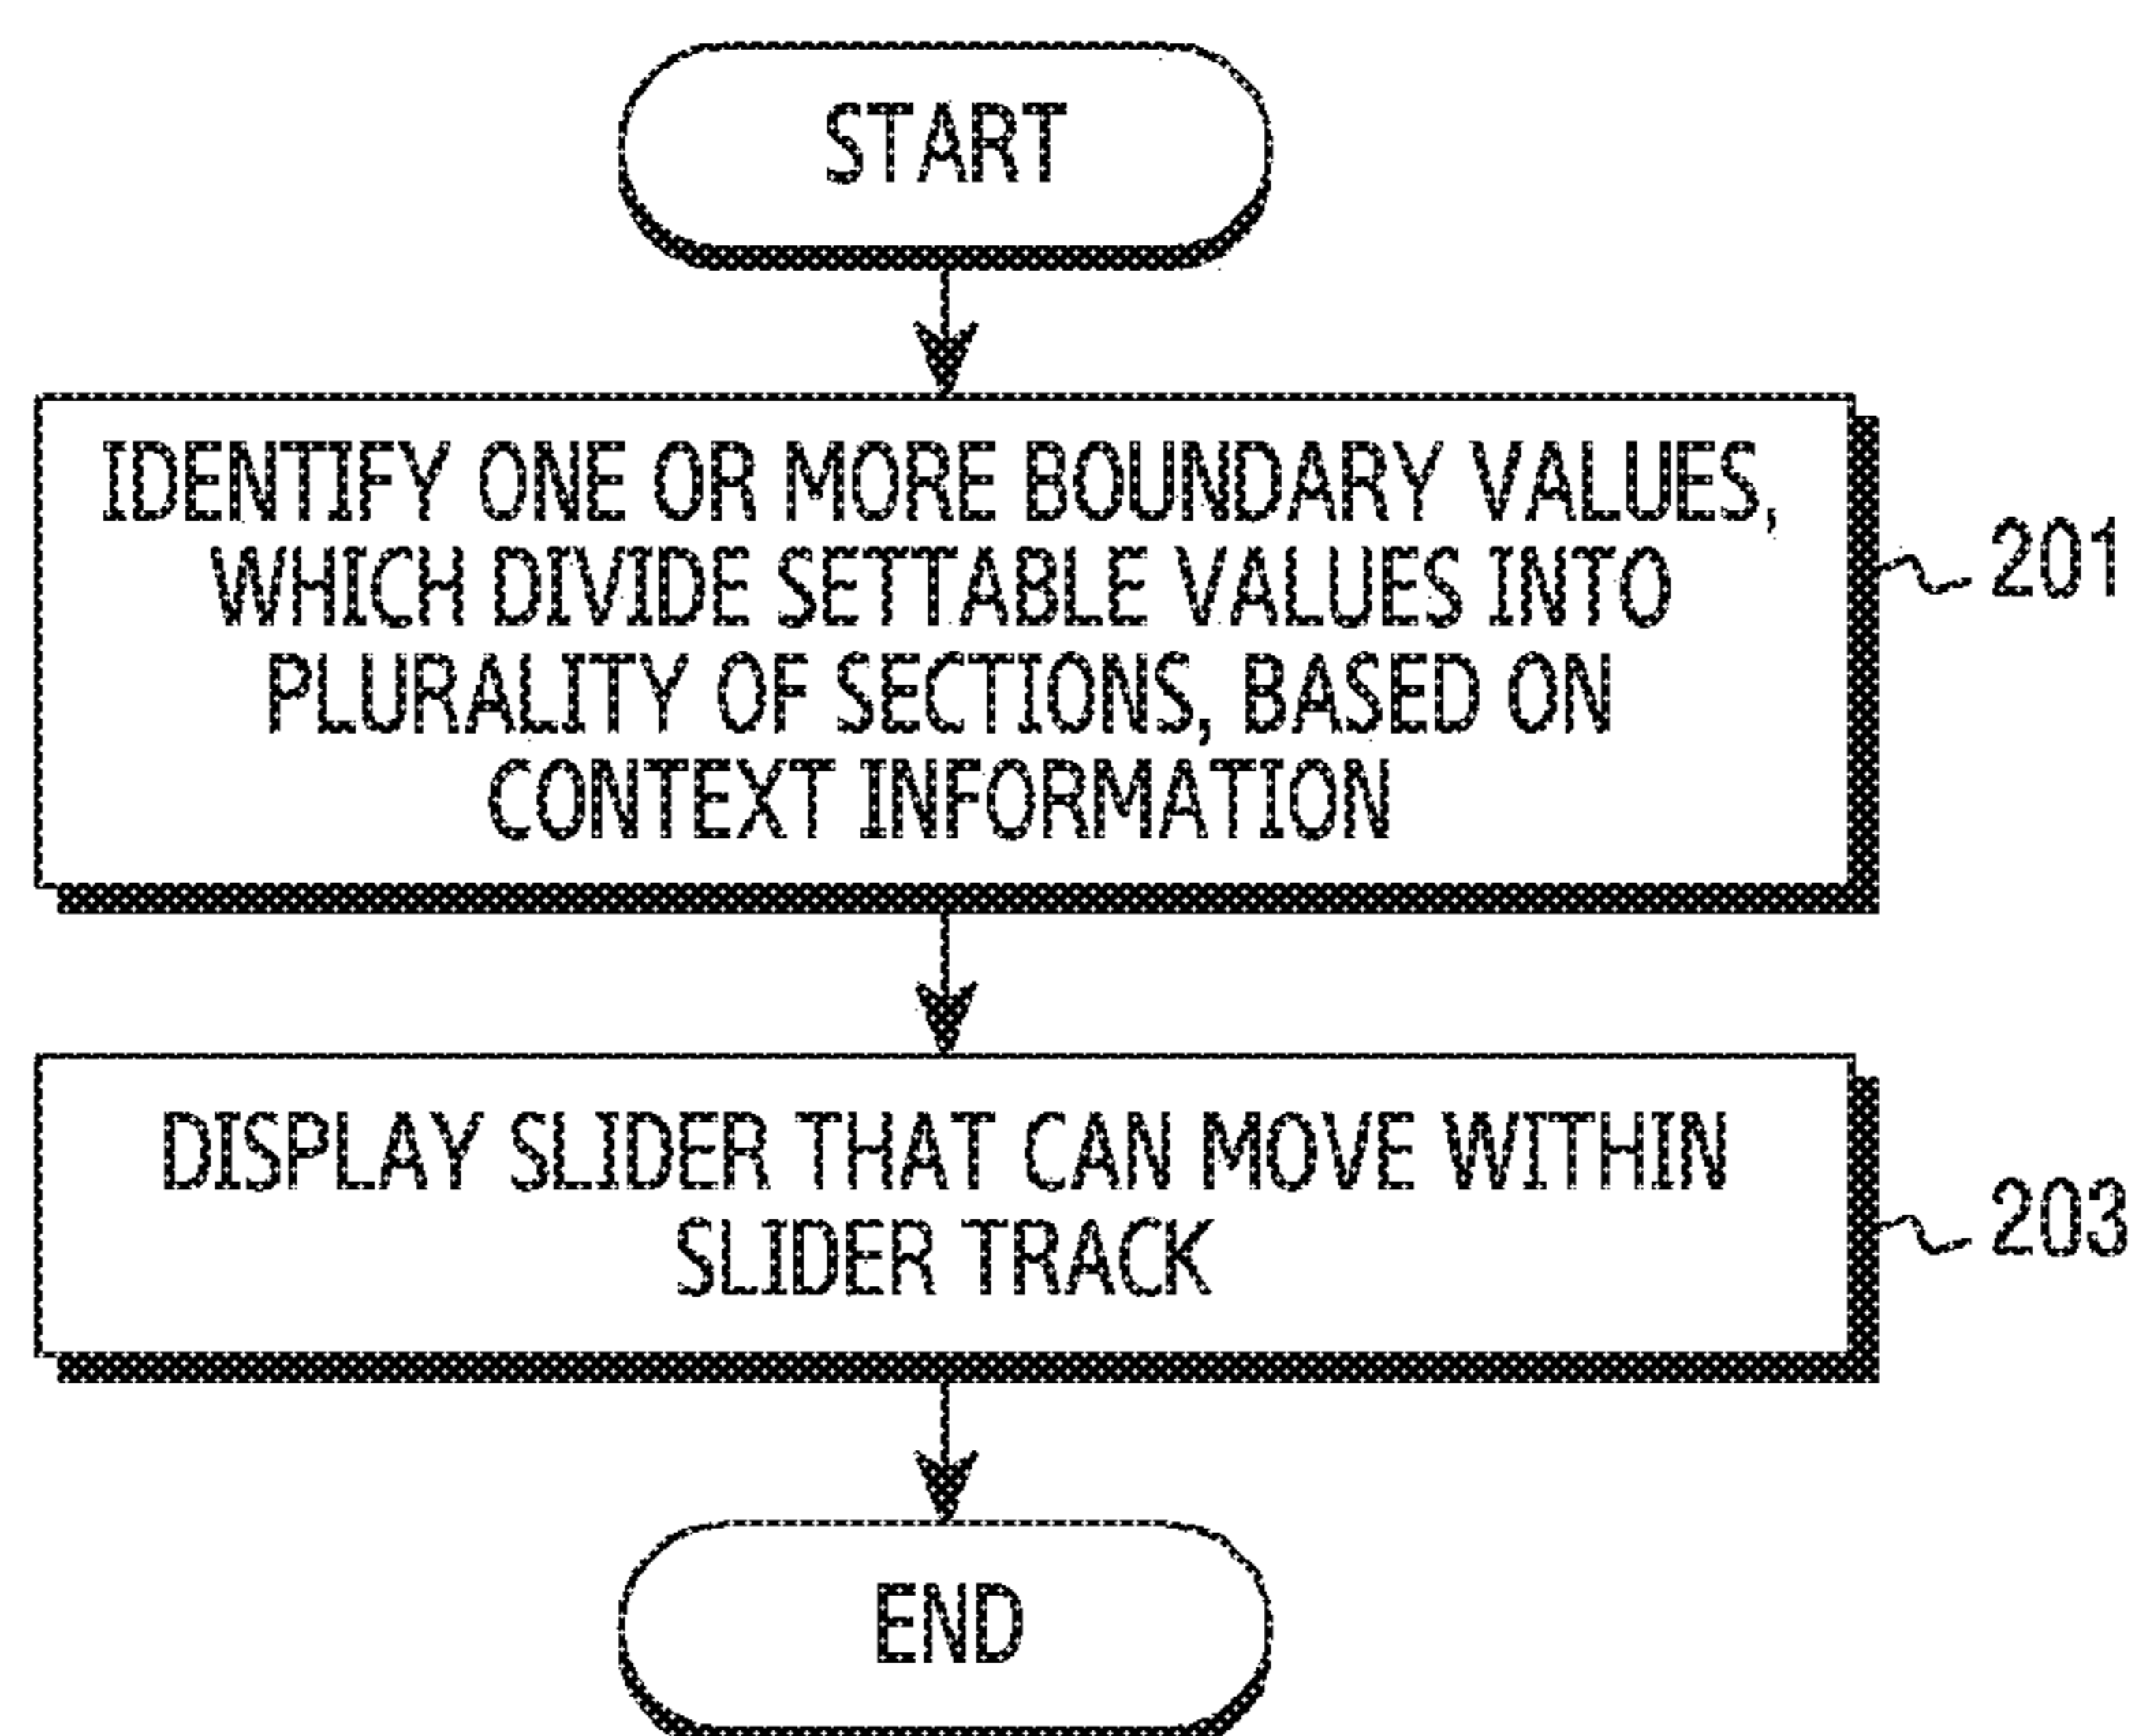 START
IDENTIFY ONE OR MORE BOUNDARY VALUES,
WHICH DIVIDE SETTABLE VALUES INTO
PLURALITY OF SECTIONS, BASED ON
CONTEXT INFORMATION
201
DISPLAY SLIDER THAT CAN MOVE WITHIN
SLIDER TRACK
203
END